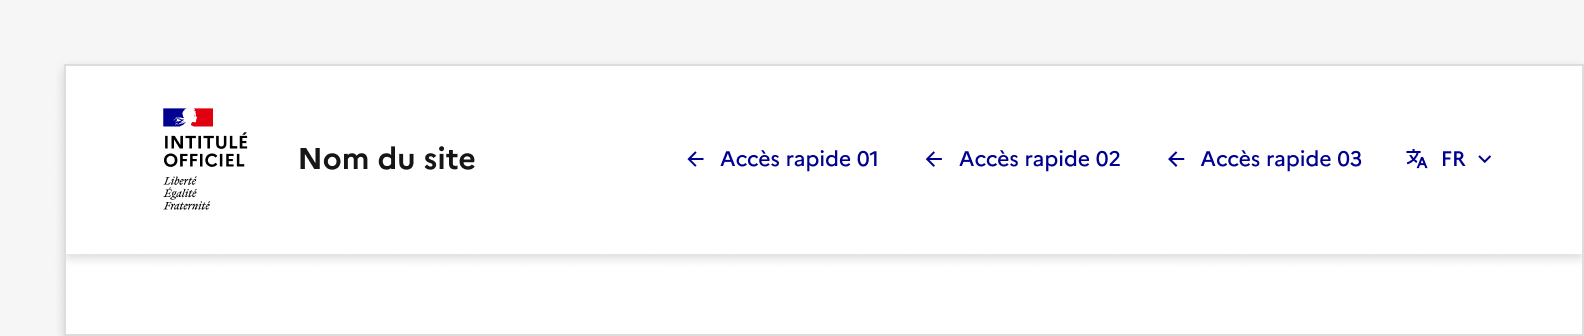 INTITULÉ
OFFICIEL
Liberté
Égalité
Fraternité
Nom du site
Accès rapide 01
Accès rapide 02
Accès rapide 03
FR